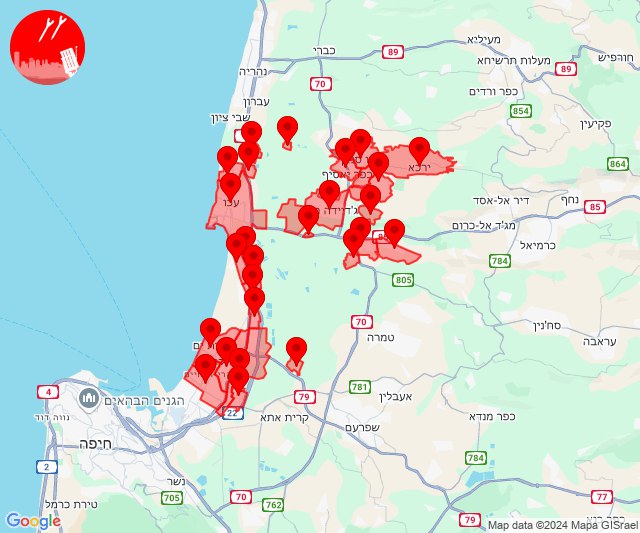 כברי
מעיליא
89
חורפיש
נהריה
70
מעלות תרשיחא
89
עברון
כפר ורדים
שבי ציון
854
פקיעין
864
ירכא
כפר יאסיף
עכו
ג'דיידה
דיר אל-אסד
נחף
85
מג'ד אל-כרום
כרמיאל
784
805
70
סח'נין
טמרה
עראבה
781
4
הגנים הבהאים
79
אעבלין
נווה דוד
22
קרית אתא
כפר מנדא
חיפה
שפרעם
784
2
נשר
705
70
77
טירת כרמל
762
79
Google
Map data ©2024 Mapa GISrael